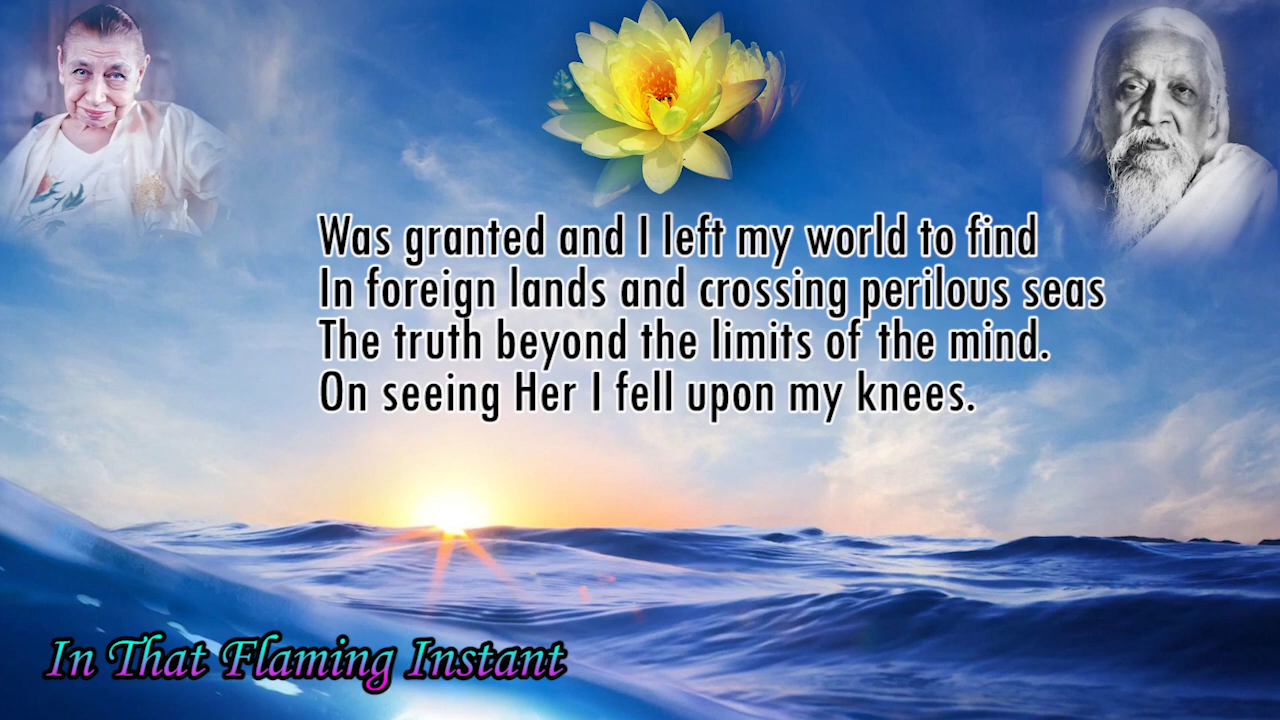 Was granted and I left my world to find
In foreign lands and crossing perilous seas
The truth beyond the limits of the mind.
On seeing Her I fell upon my knees.
In That Flaming Instant